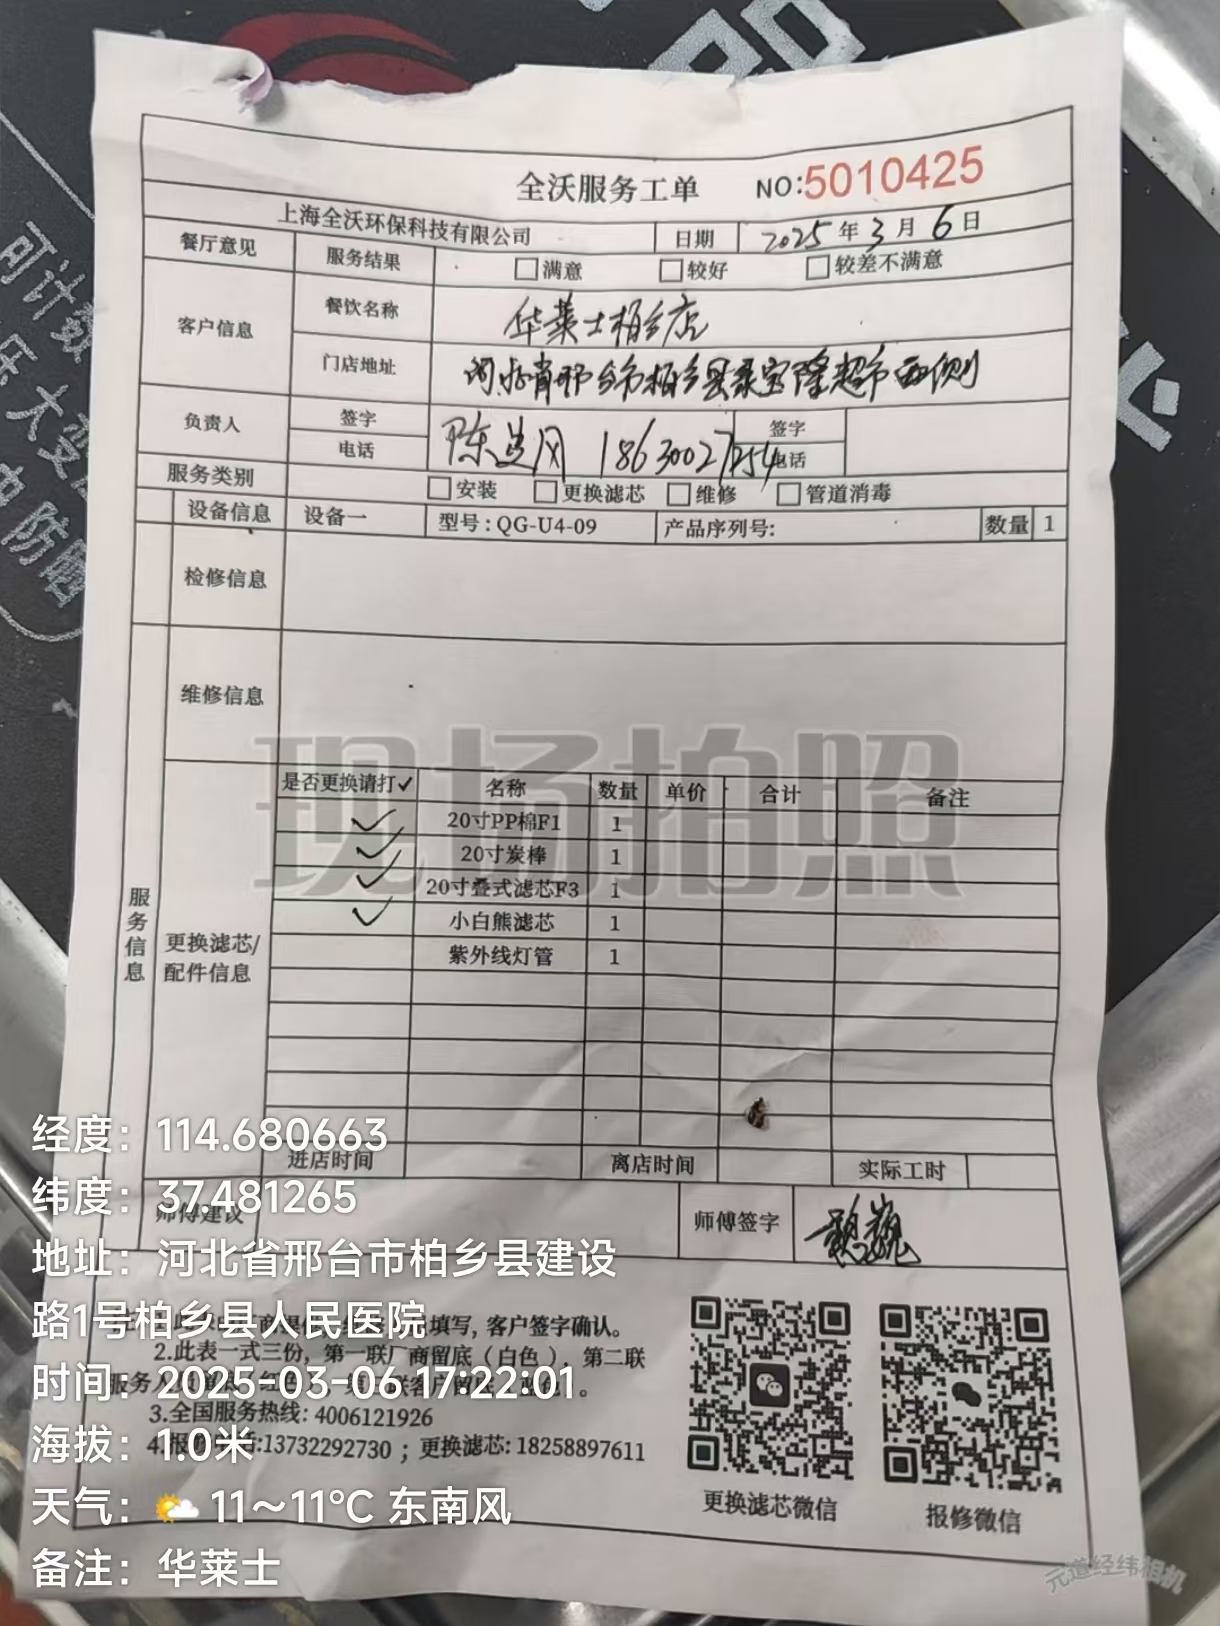 全沃服务工单 NO:5010425
上海全沃环保科技有限公司 日期 2025年3月6日
餐厅意见 服务结果 满意 较好 较差不满意
客户信息 餐饮名称 华莱士柏乡店
门店地址 河北省邢台市柏乡县泰宝隆超市西侧
负责人 签字 陈 签字
电话 电话
服务类别 安装 更换滤芯 维修 管道消毒
设备信息 设备一 型号:QG-U4-09 产品序列号: 数量 1
检修信息
维修信息
现场拍照
服务信息
更换滤芯/配件信息
是否更换请打✓ 名称 数量 单价 合计 备注
✓ 20寸PP棉F1 1
✓ 20寸炭棒 1
✓ 20寸叠式滤芯F3 1
✓ 小白熊滤芯 1
紫外线灯管 1
进店时间 离店时间 实际工时
师傅建议 师傅签字
填写,客户签字确认。
2.此表一式三份,第一联厂商留底(白色),第二联
服务人
3.全国服务热线:4006121926
:13732292730;更换滤芯:18258897611
更换滤芯微信 报修微信
经度:114.680663
纬度:37.481265
地址:河北省邢台市柏乡县建设
路1号柏乡县人民医院
时间:2025-03-06 17:22:01
海拔:1.0米
天气:11~11℃ 东南风
备注:华莱士
元道经纬相机
可计数
压大变
中防晒
心